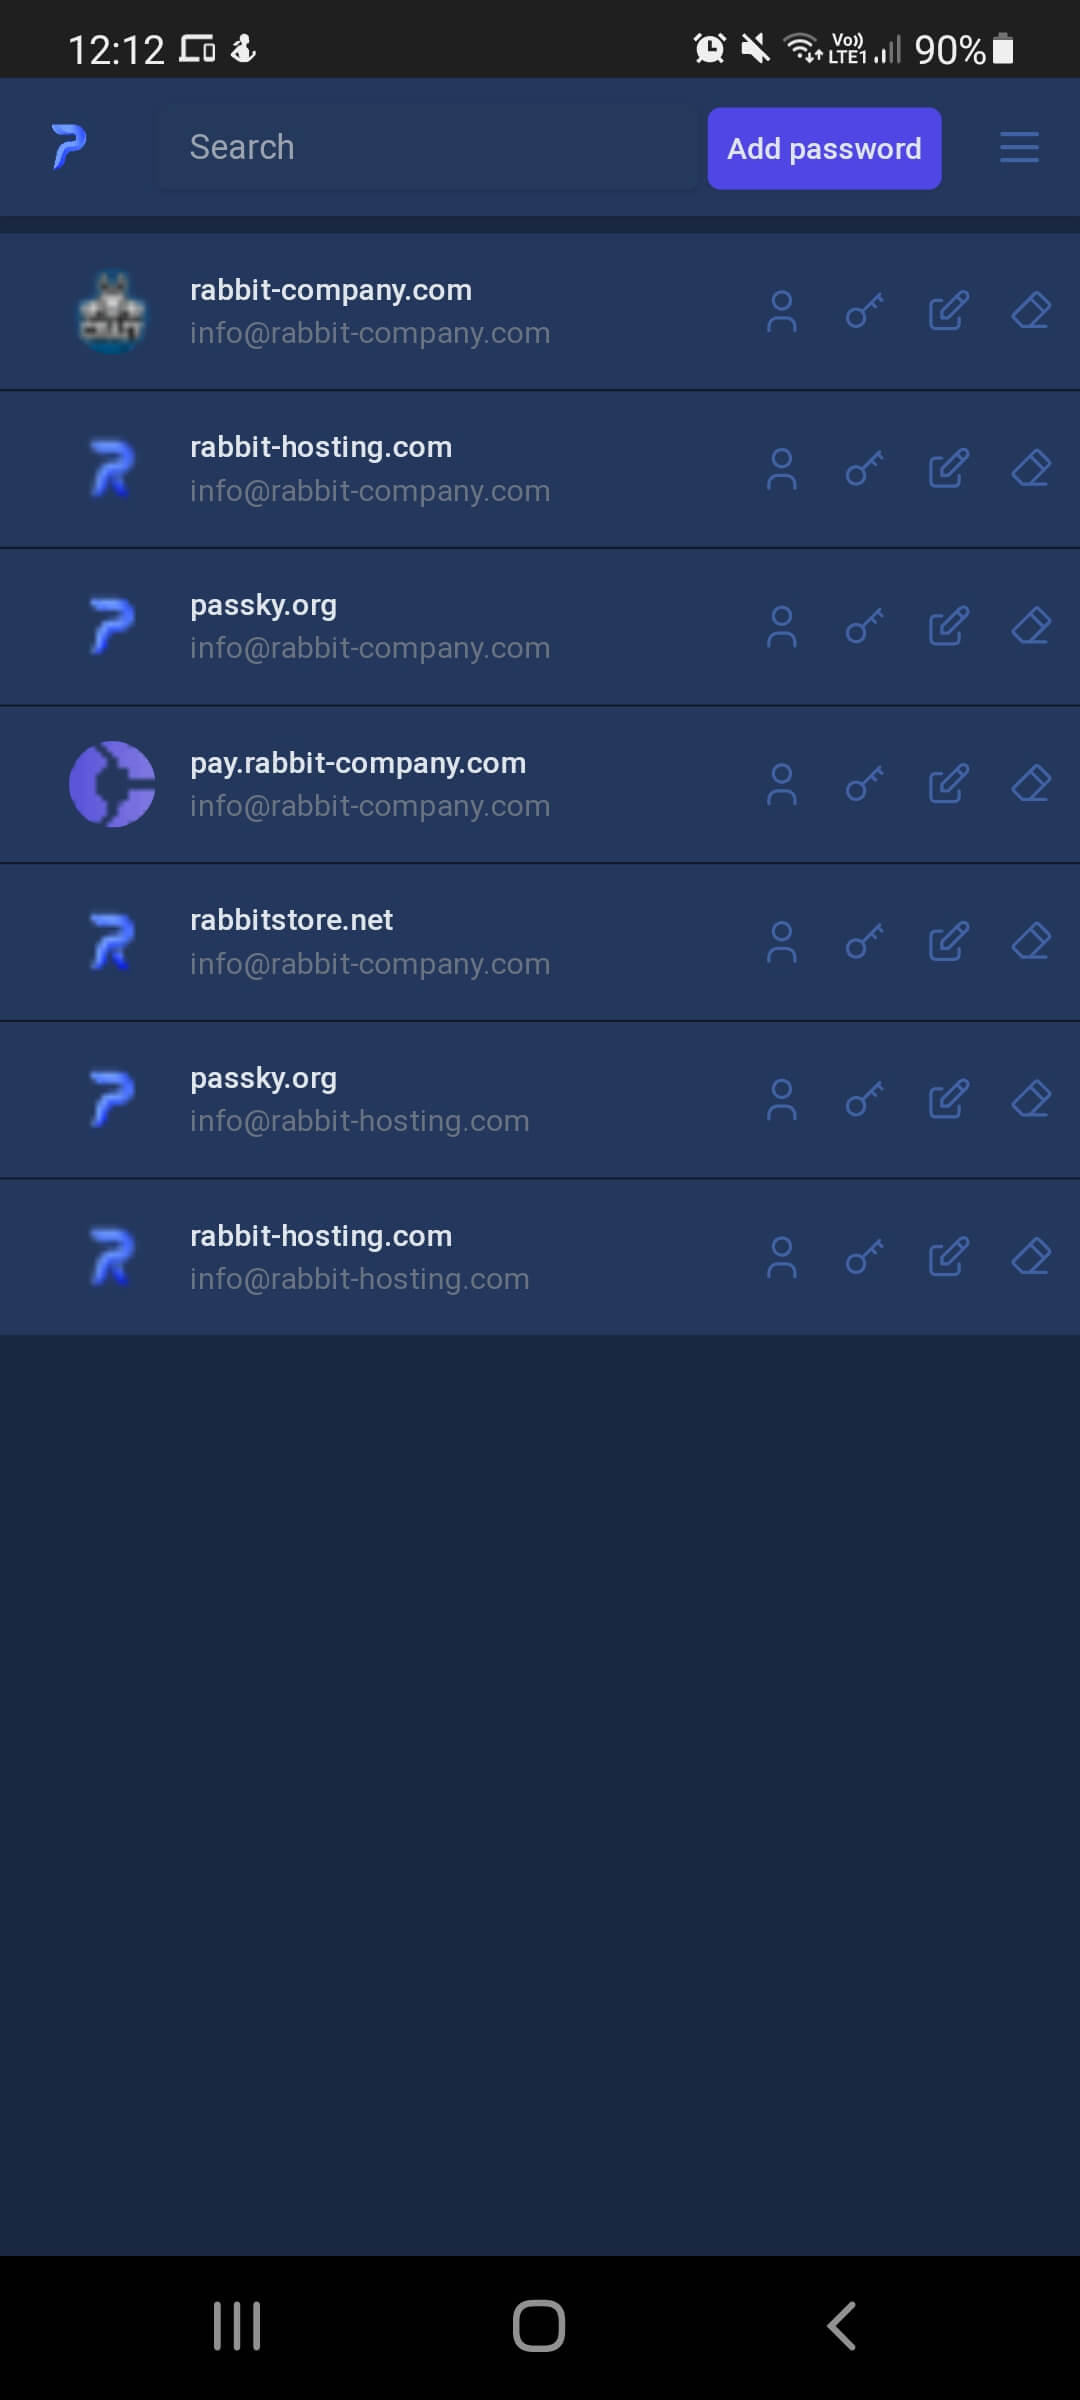 12:12
Vo)) LTE1 90%
Search
Add password
rabbit-company.com
info@rabbit-company.com
rabbit-hosting.com
info@rabbit-company.com
passky.org
info@rabbit-company.com
pay.rabbit-company.com
info@rabbit-company.com
rabbitstore.net
info@rabbit-company.com
passky.org
info@rabbit-hosting.com
rabbit-hosting.com
info@rabbit-hosting.com